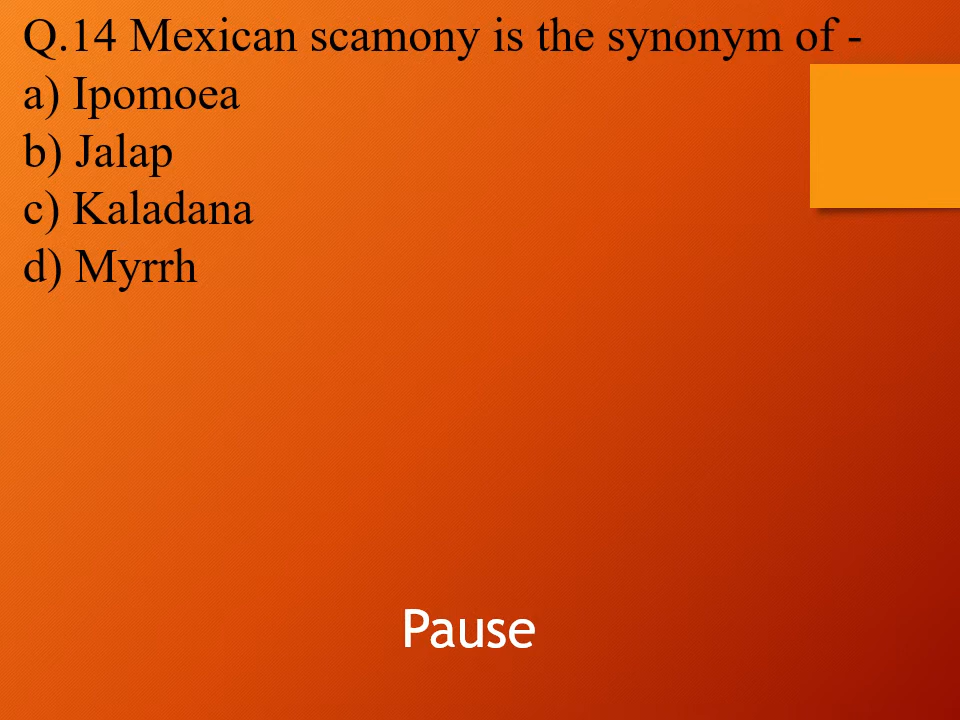 Q.14 Mexican scamony is the synonym of -
a) Ipomoea
b) Jalap
c) Kaladana
d) Myrrh
Pause